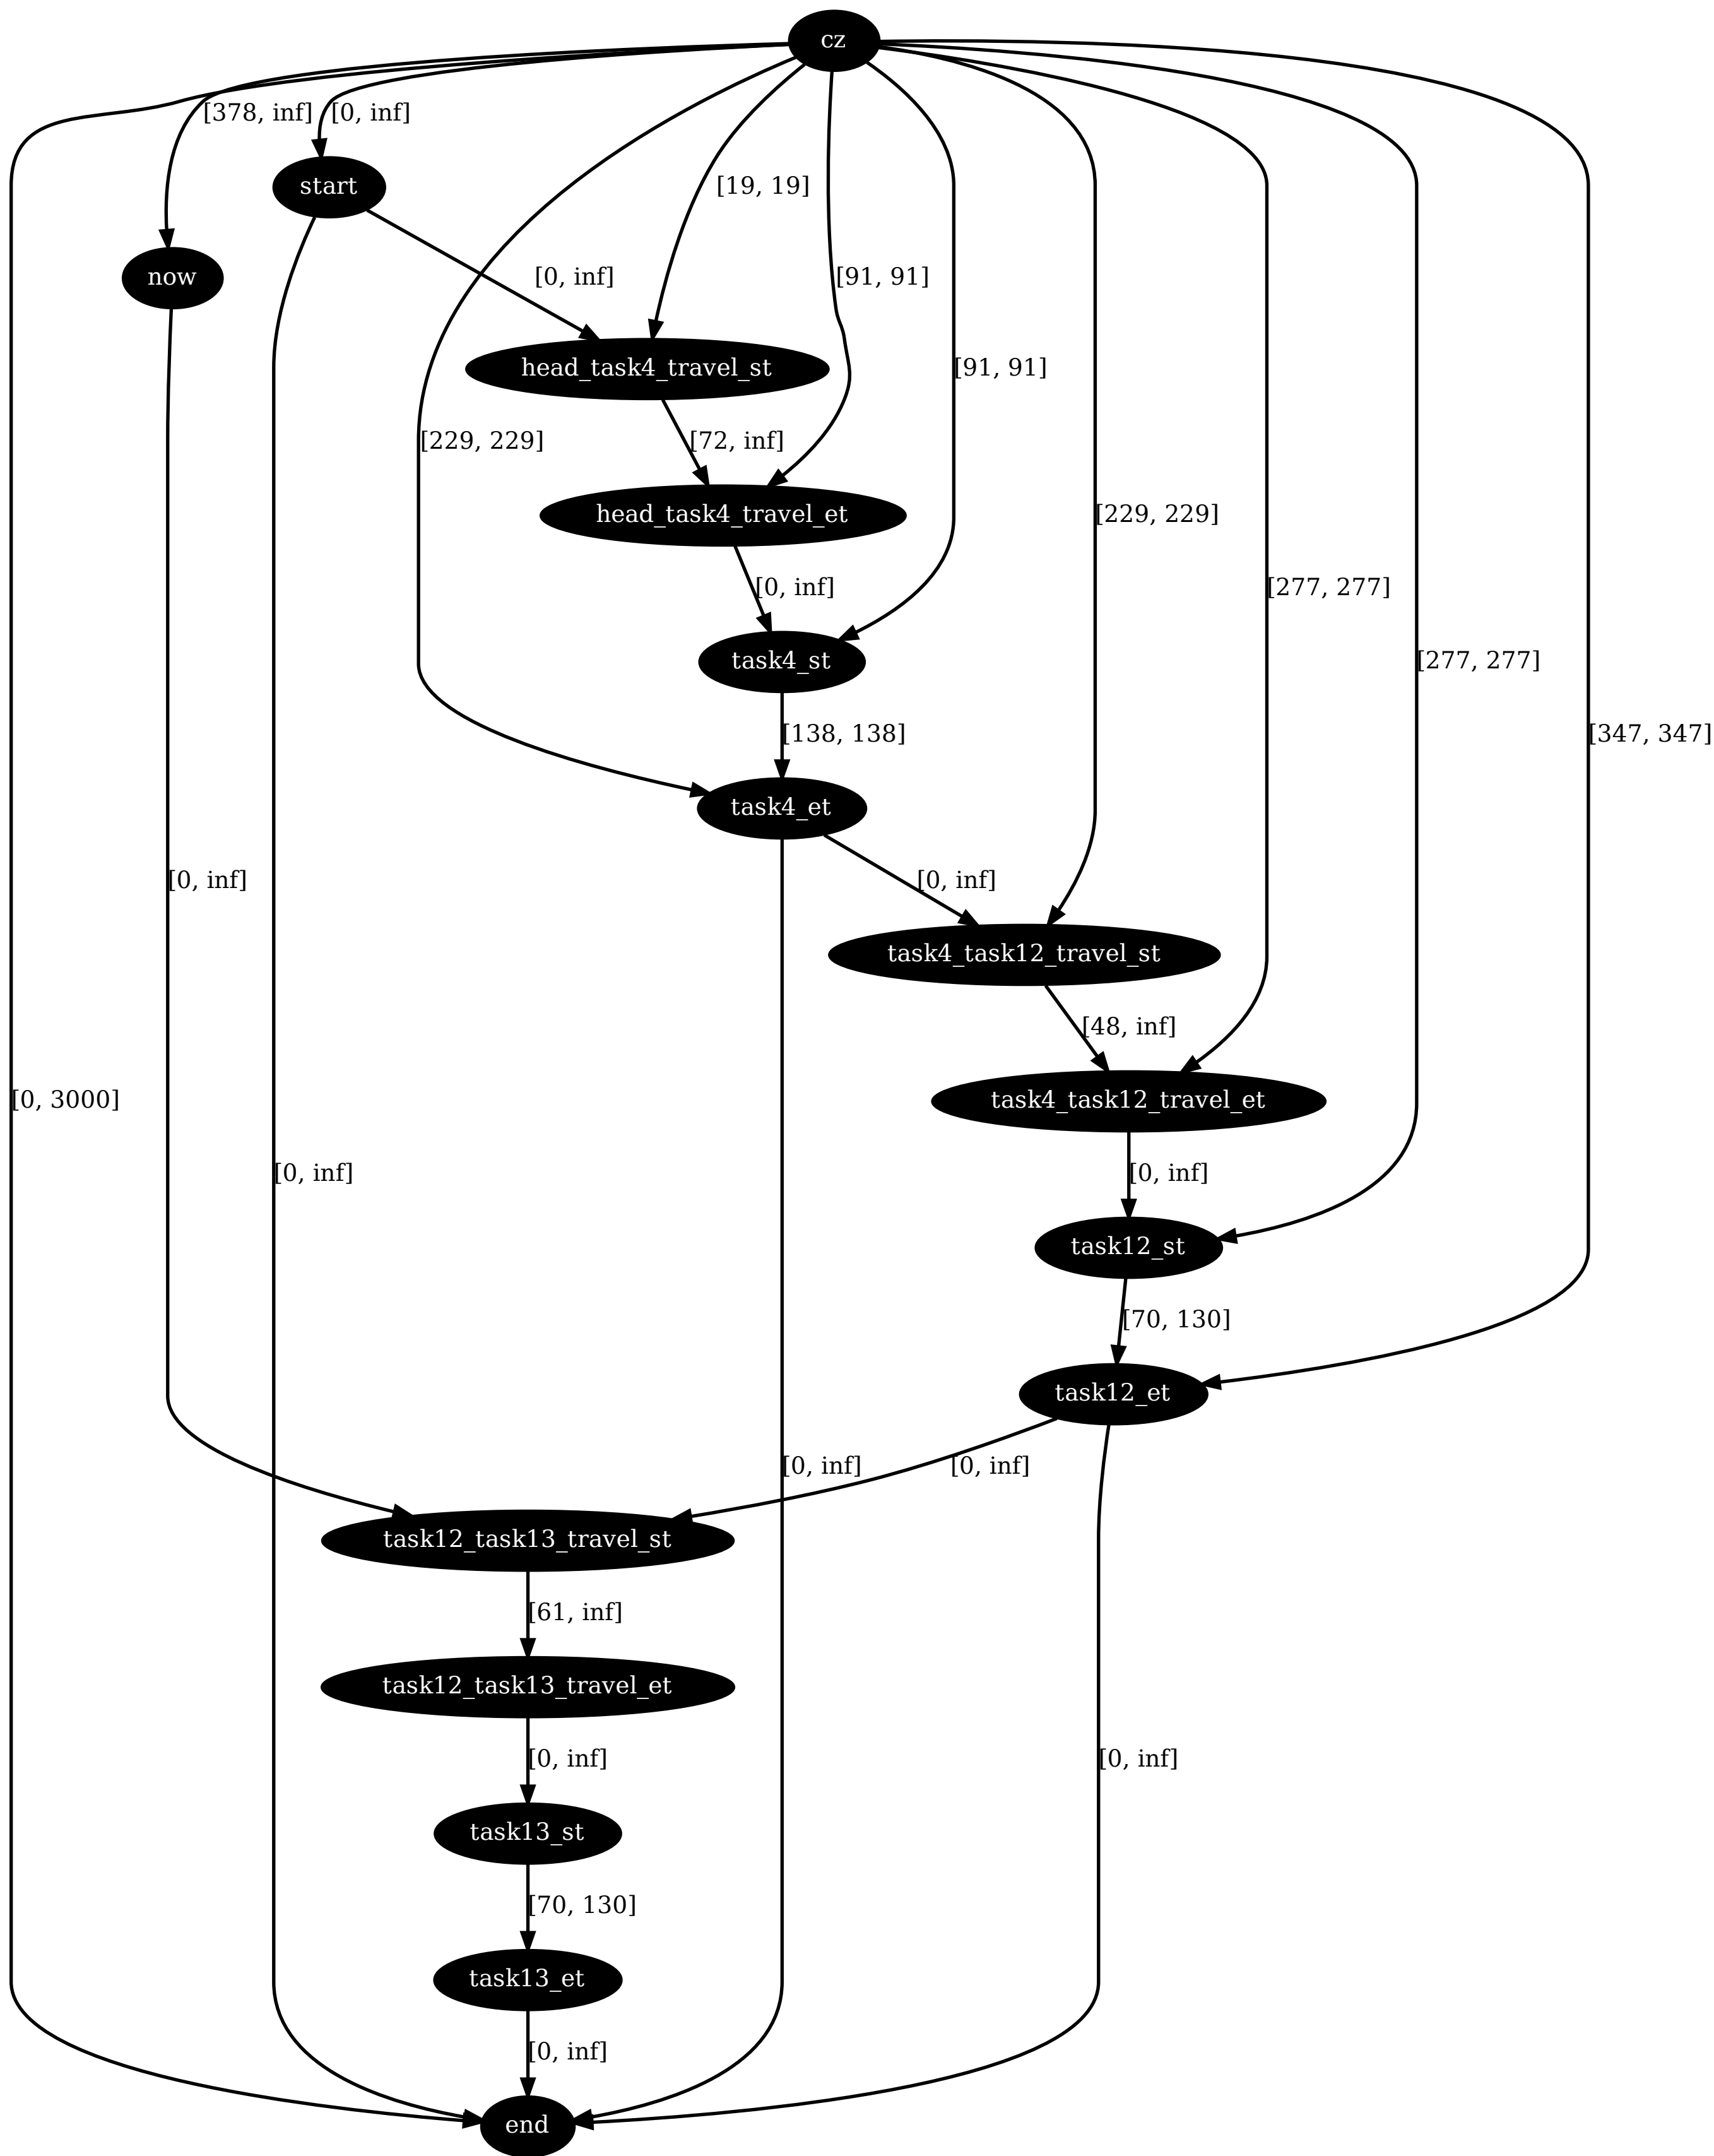 cz
[378, inf]
[0, inf]
start
[19, 19]
now
[0, inf]
[91, 91]
head_task4_travel_st
[91, 91]
[229, 229]
[72, inf]
head_task4_travel_et
[229, 229]
[0, inf]
[277, 277]
task4_st
[277, 277]
[138, 138]
[347, 347]
task4_et
[0, inf]
[0, inf]
task4_task12_travel_st
[48, inf]
[0, 3000]
task4_task12_travel_et
[0, inf]
[0, inf]
task12_st
[70, 130]
task12_et
[0, inf]
[0, inf]
task12_task13_travel_st
[61, inf]
task12_task13_travel_et
[0, inf]
[0, inf]
task13_st
[70, 130]
task13_et
[0, inf]
end